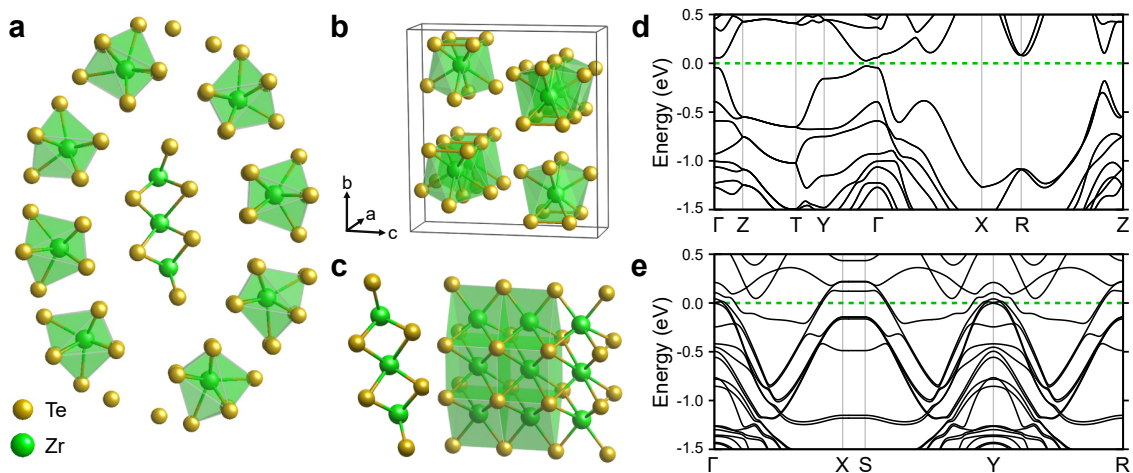 a
Te
Zr
b
b
a
c
c
d
Energy (eV)
0.5
0.0
-0.5
-1.0
-1.5
Γ Z T Y Γ X R Z
e
Energy (eV)
0.5
0.0
-0.5
-1.0
-1.5
Γ X S Y R